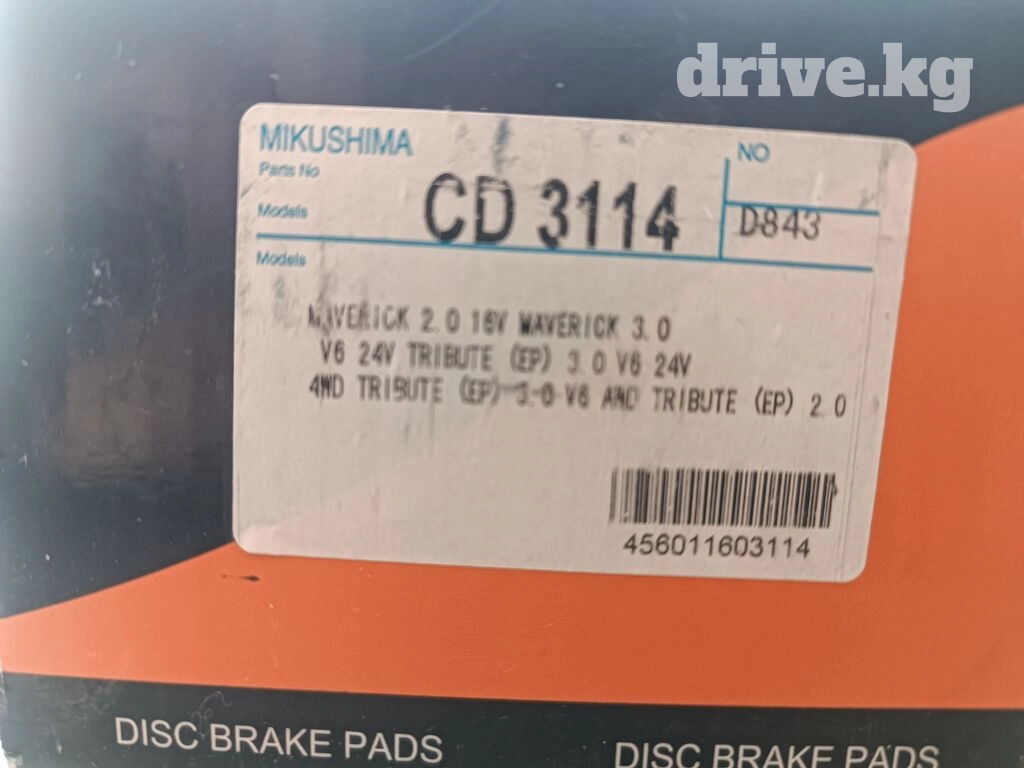 drive.kg
MIKUSHIMA
Parts No
CD 3114
NO
Models
D843
Models
MAVERICK 2.0 16V MAVERICK 3.0
V6 24V TRIBUTE (EP) 3.0 V6 24V
4WD TRIBUTE (EP) 3.0 V6 AWD TRIBUTE (EP) 2.0
456011603114
DISC BRAKE PADS
DISC BRAKE PADS